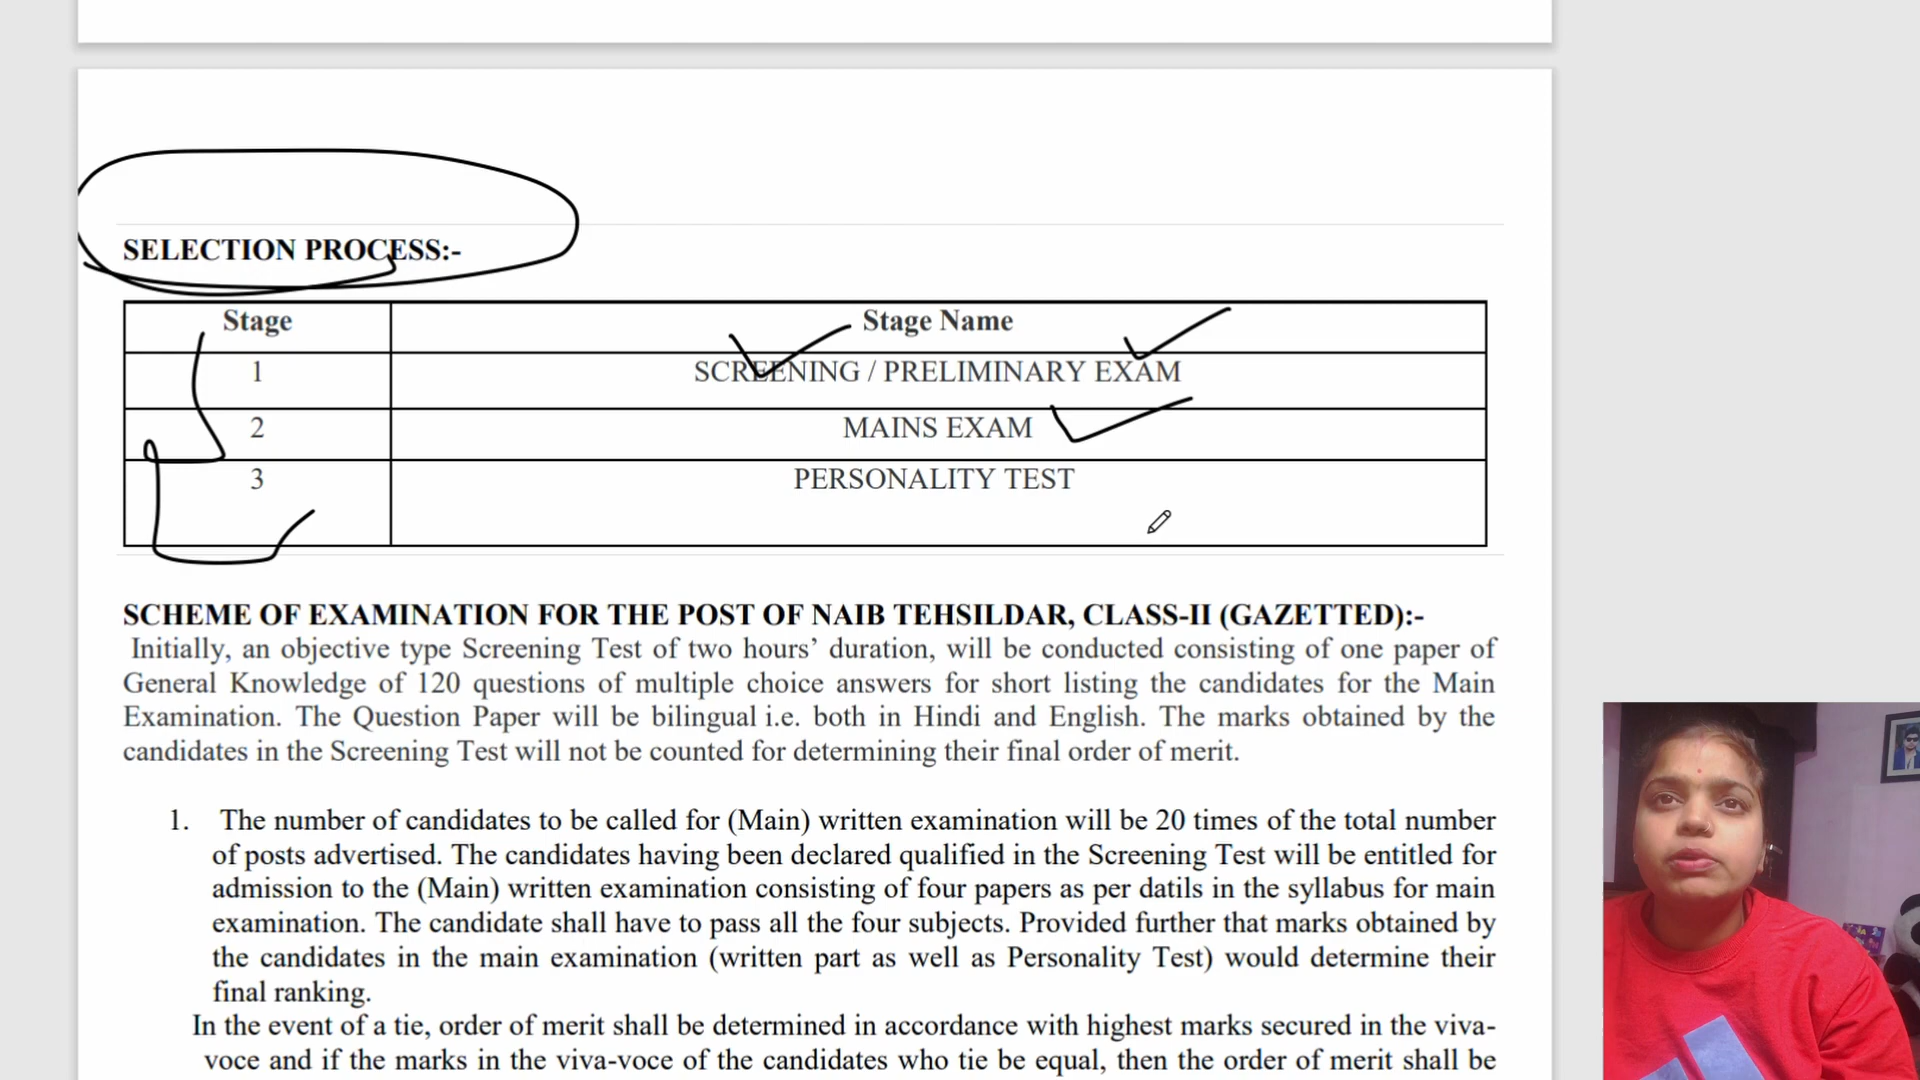 SELECTION PROCESS:-
Stage Stage Name
1 SCREENING / PRELIMINARY EXAM
2 MAINS EXAM
3 PERSONALITY TEST
SCHEME OF EXAMINATION FOR THE POST OF NAIB TEHSILDAR, CLASS-II (GAZETTED):-
Initially, an objective type Screening Test of two hours’ duration, will be conducted consisting of one paper of
General Knowledge of 120 questions of multiple choice answers for short listing the candidates for the Main
Examination. The Question Paper will be bilingual i.e. both in Hindi and English. The marks obtained by the
candidates in the Screening Test will not be counted for determining their final order of merit.
1. The number of candidates to be called for (Main) written examination will be 20 times of the total number
of posts advertised. The candidates having been declared qualified in the Screening Test will be entitled for
admission to the (Main) written examination consisting of four papers as per datils in the syllabus for main
examination. The candidate shall have to pass all the four subjects. Provided further that marks obtained by
the candidates in the main examination (written part as well as Personality Test) would determine their
final ranking.
In the event of a tie, order of merit shall be determined in accordance with highest marks secured in the viva-
voce and if the marks in the viva-voce of the candidates who tie be equal, then the order of merit shall be